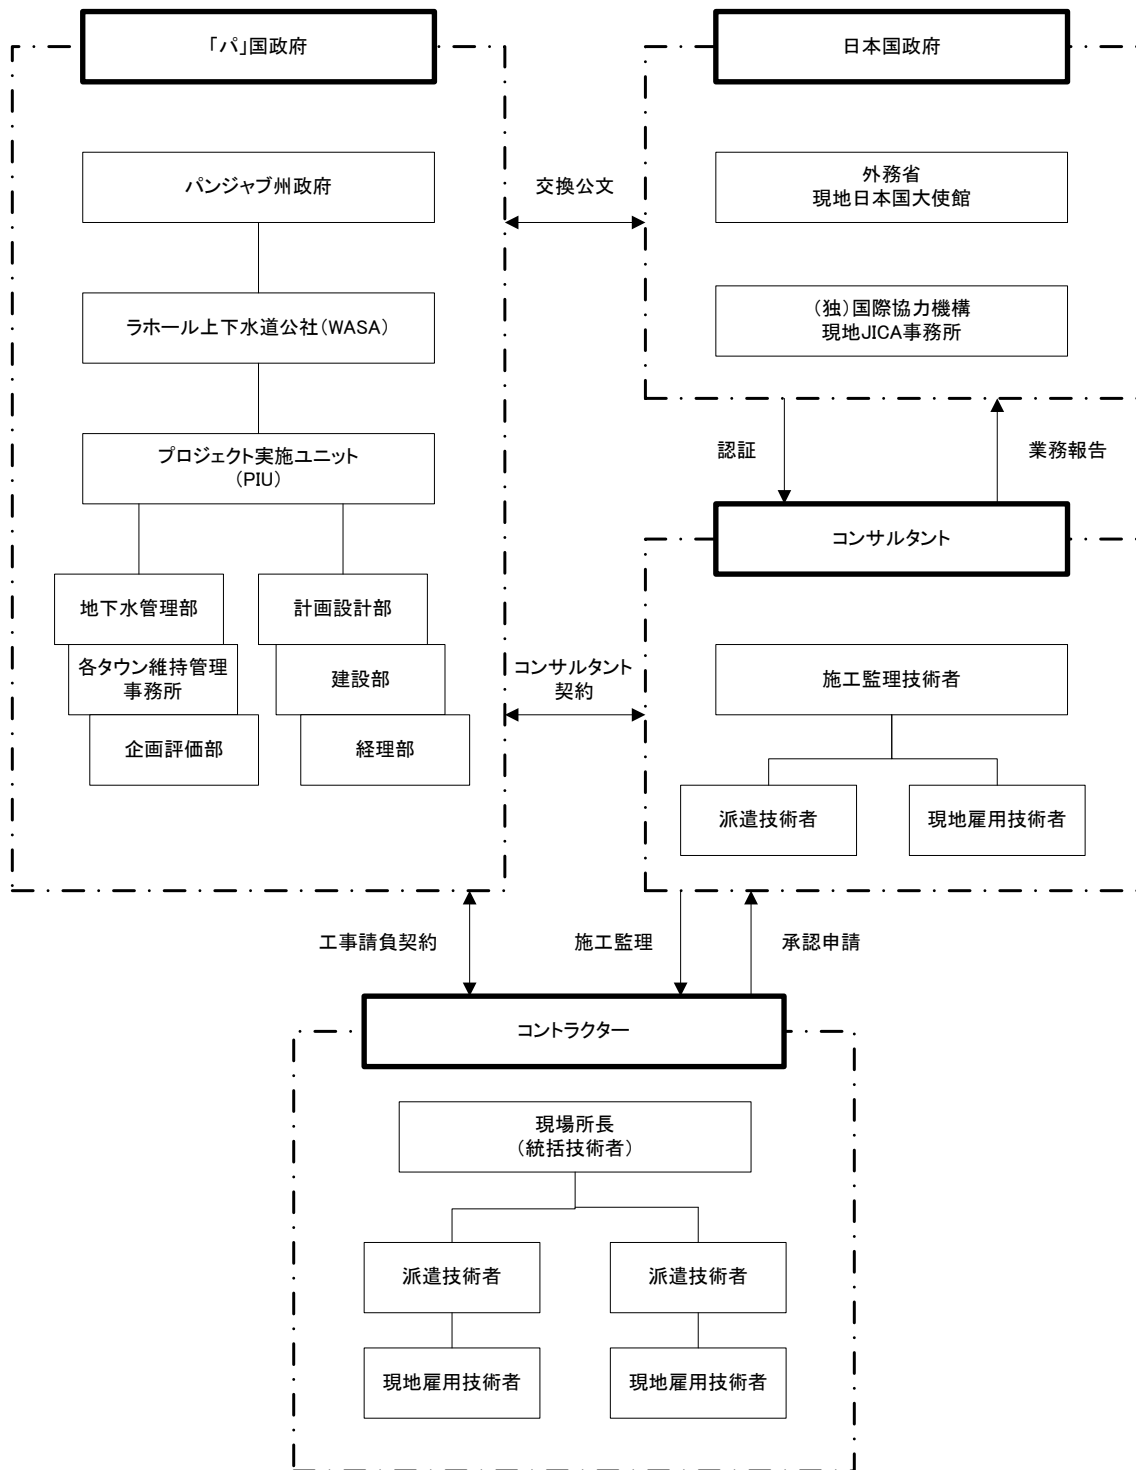 「パ」国政府
日本国政府
パンジャブ州政府
交換公文
外務省
現地日本国大使館
ラホール上下水道公社(WASA)
(独)国際協力機構
現地JICA事務所
プロジェクト実施ユニット
(PIU)
認証
業務報告
コンサルタント
地下水管理部
計画設計部
各タウン維持管理
事務所
建設部
コンサルタント
契約
施工監理技術者
企画評価部
経理部
派遣技術者
現地雇用技術者
工事請負契約
施工監理
承認申請
コントラクター
現場所長
(統括技術者)
派遣技術者
派遣技術者
現地雇用技術者
現地雇用技術者